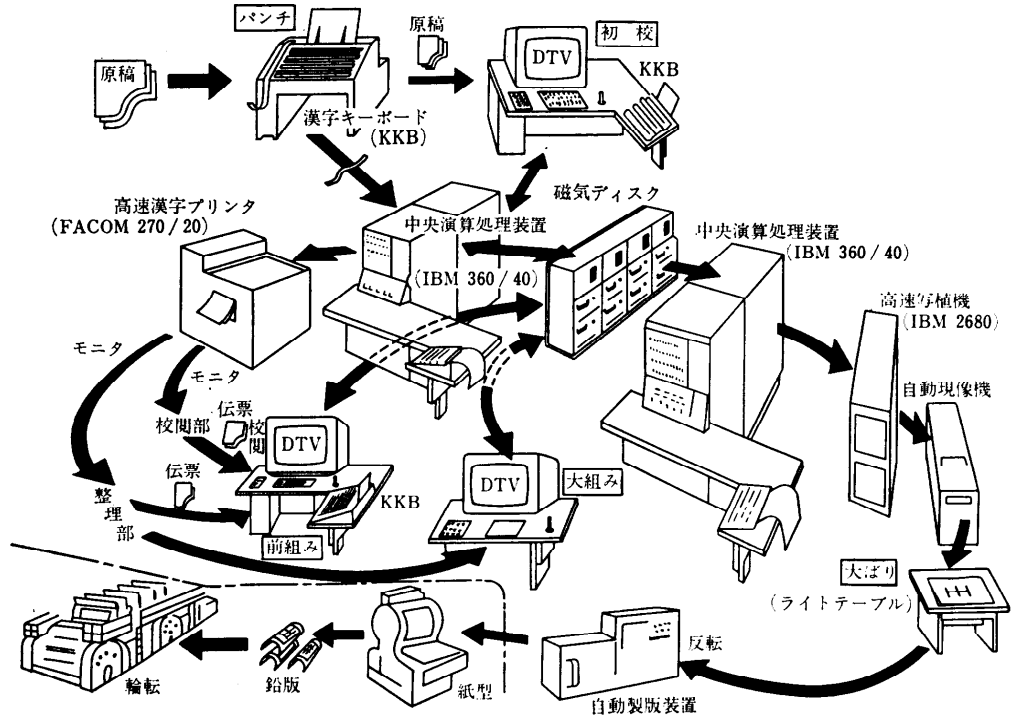 パンチ
原稿
原稿
DTV
初校
KKB
漢字キーボード
(KKB)
高速漢字プリンタ
(FACOM 270/20)
中央演算処理装置
(IBM 360/40)
磁気ディスク
中央演算処理装置
(IBM 360/40)
高速写植機
(IBM 2680)
自動現像機
モニタ
モニタ
校閲部
伝票
校閲
DTV
KKB
前組み
伝票
整理部
DTV
大組み
大ばり
(ライトテーブル)
反転
自動製版装置
紙型
鉛版
輪転